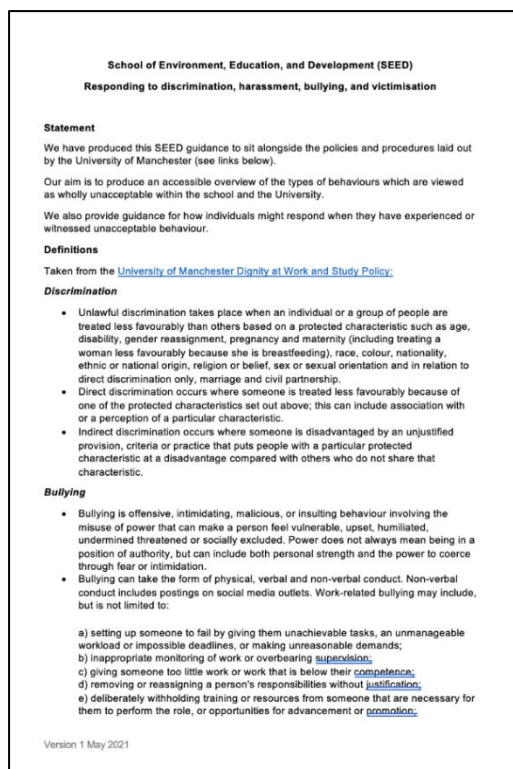 School of Environment, Education, and Development (SEED)
Responding to discrimination, harassment, bullying, and victimisation
Statement
We have produced this SEED guidance to sit alongside the policies and procedures laid out
by the University of Manchester (see links below).
Our aim is to produce an accessible overview of the types of behaviours which are viewed
as wholly unacceptable within the school and the University.
We also provide guidance for how individuals might respond when they have experienced or
witnessed unacceptable behaviour.
Definitions
Taken from the University of Manchester Dignity at Work and Study Policy:
Discrimination
• Unlawful discrimination takes place when an individual or a group of people are
treated less favourably than others based on a protected characteristic such as age,
disability, gender reassignment, pregnancy and maternity (including treating a
woman less favourably because she is breastfeeding), race, colour, nationality,
ethnic or national origin, religion or belief, sex or sexual orientation and in relation to
direct discrimination only, marriage and civil partnership.
• Direct discrimination occurs where someone is treated less favourably because of
one of the protected characteristics set out above; this can include association with
or a perception of a particular characteristic.
• Indirect discrimination occurs where someone is disadvantaged by an unjustified
provision, criteria or practice that puts people with a particular protected
characteristic at a disadvantage compared with others who do not share that
characteristic.
Bullying
• Bullying is offensive, intimidating, malicious, or insulting behaviour involving the
misuse of power that can make a person feel vulnerable, upset, humiliated,
undermined threatened or socially excluded. Power does not always mean being in a
position of authority, but can include both personal strength and the power to coerce
through fear or intimidation.
• Bullying can take the form of physical, verbal and non-verbal conduct. Non-verbal
conduct includes postings on social media outlets. Work-related bullying may include,
but is not limited to:
a) setting up someone to fail by giving them unachievable tasks, an unmanageable
workload or impossible deadlines, or making unreasonable demands;
b) inappropriate monitoring of work or overbearing supervision;
c) giving someone too little work or work that is below their competence;
d) removing or reassigning a person's responsibilities without justification;
e) deliberately withholding training or resources from someone that are necessary for
them to perform the role, or opportunities for advancement or promotion;
Version 1 May 2021